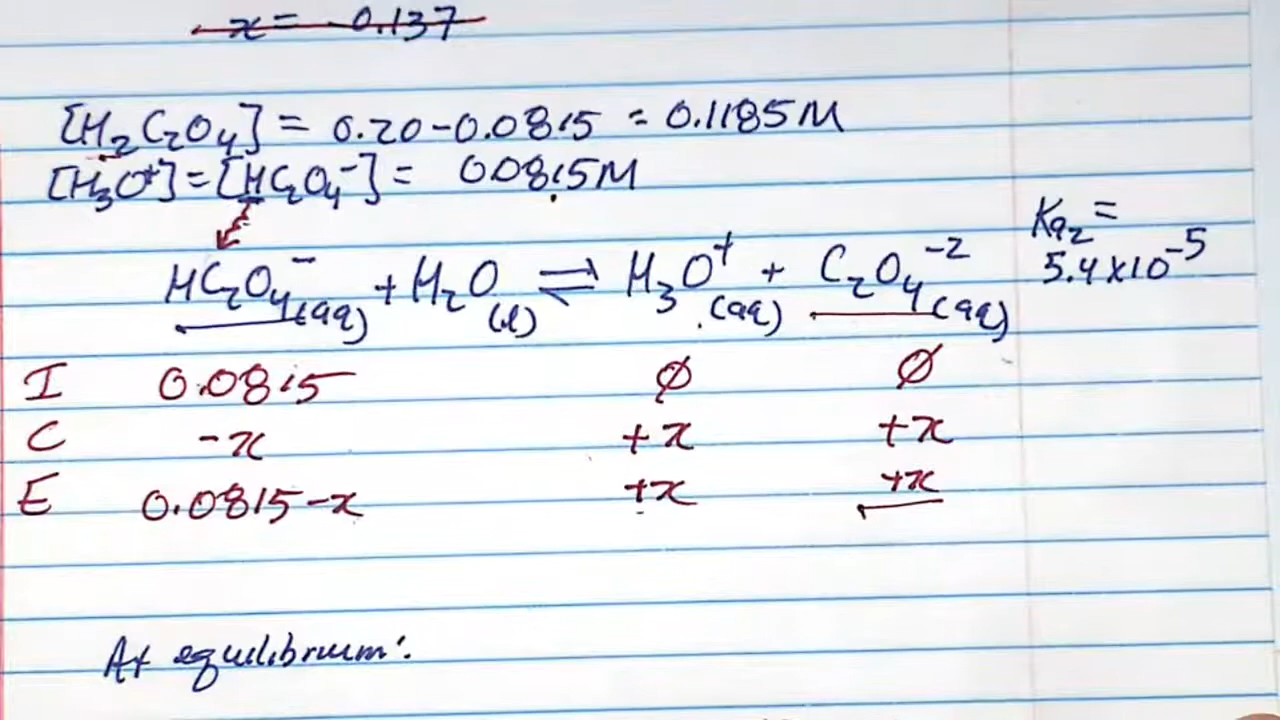 x = -0.137
[H₂C₂O₄] = 0.20 - 0.0815 = 0.1185M
[H₃O⁺] = [HC₂O₄⁻] = 0.0815M
Ka₂ =
5.4x10⁻⁵
HC₂O₄⁻(aq) + H₂O(l) ⇌ H₃O⁺(aq) + C₂O₄⁻²(aq)
I 0.0815 ∅ ∅
C -x +x +x
E 0.0815-x +x +x
At equilibrium: